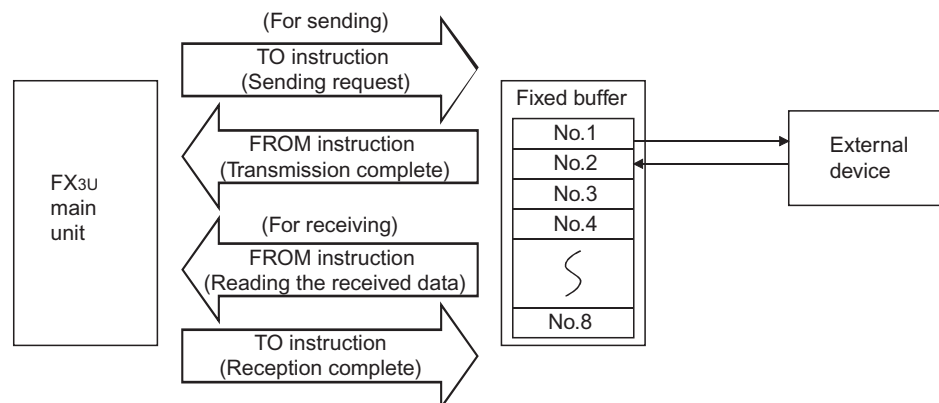 (For sending)
TO instruction
(Sending request)
FROM instruction
(Transmission complete)
(For receiving)
FROM instruction
(Reading the received data)
TO instruction
(Reception complete)
FX3U
main
unit
Fixed buffer
No.1
No.2
No.3
No.4
No.8
External
device